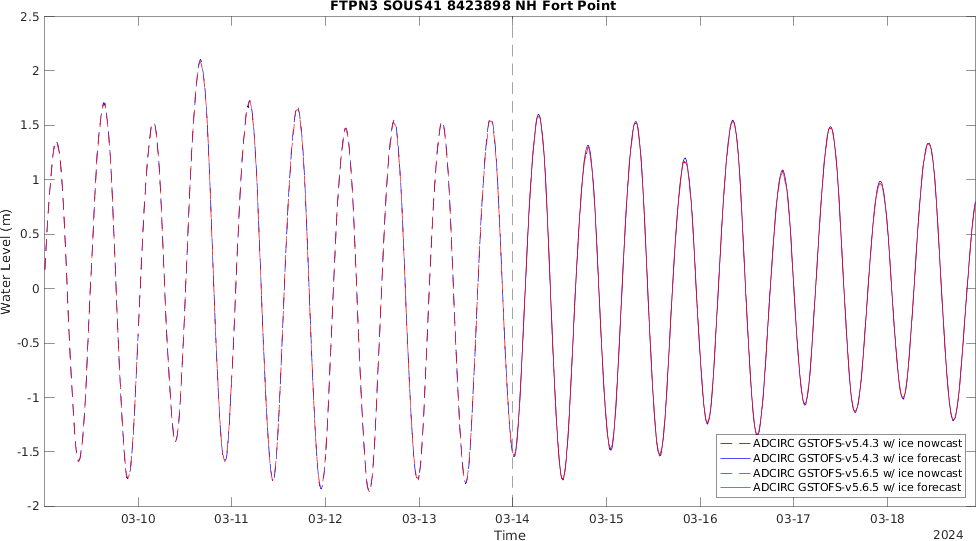 FTPN3 SOUS41 8423898 NH Fort Point
2.5
2
1.5
1
0.5
0
-0.5
-1
-1.5
-2
Water Level (m)
03-10 03-11 03-12 03-13 03-14 03-15 03-16 03-17 03-18
Time
2024
ADCIRC GSTOFS-v5.4.3 w/ ice nowcast
ADCIRC GSTOFS-v5.4.3 w/ ice forecast
ADCIRC GSTOFS-v5.6.5 w/ ice nowcast
ADCIRC GSTOFS-v5.6.5 w/ ice forecast